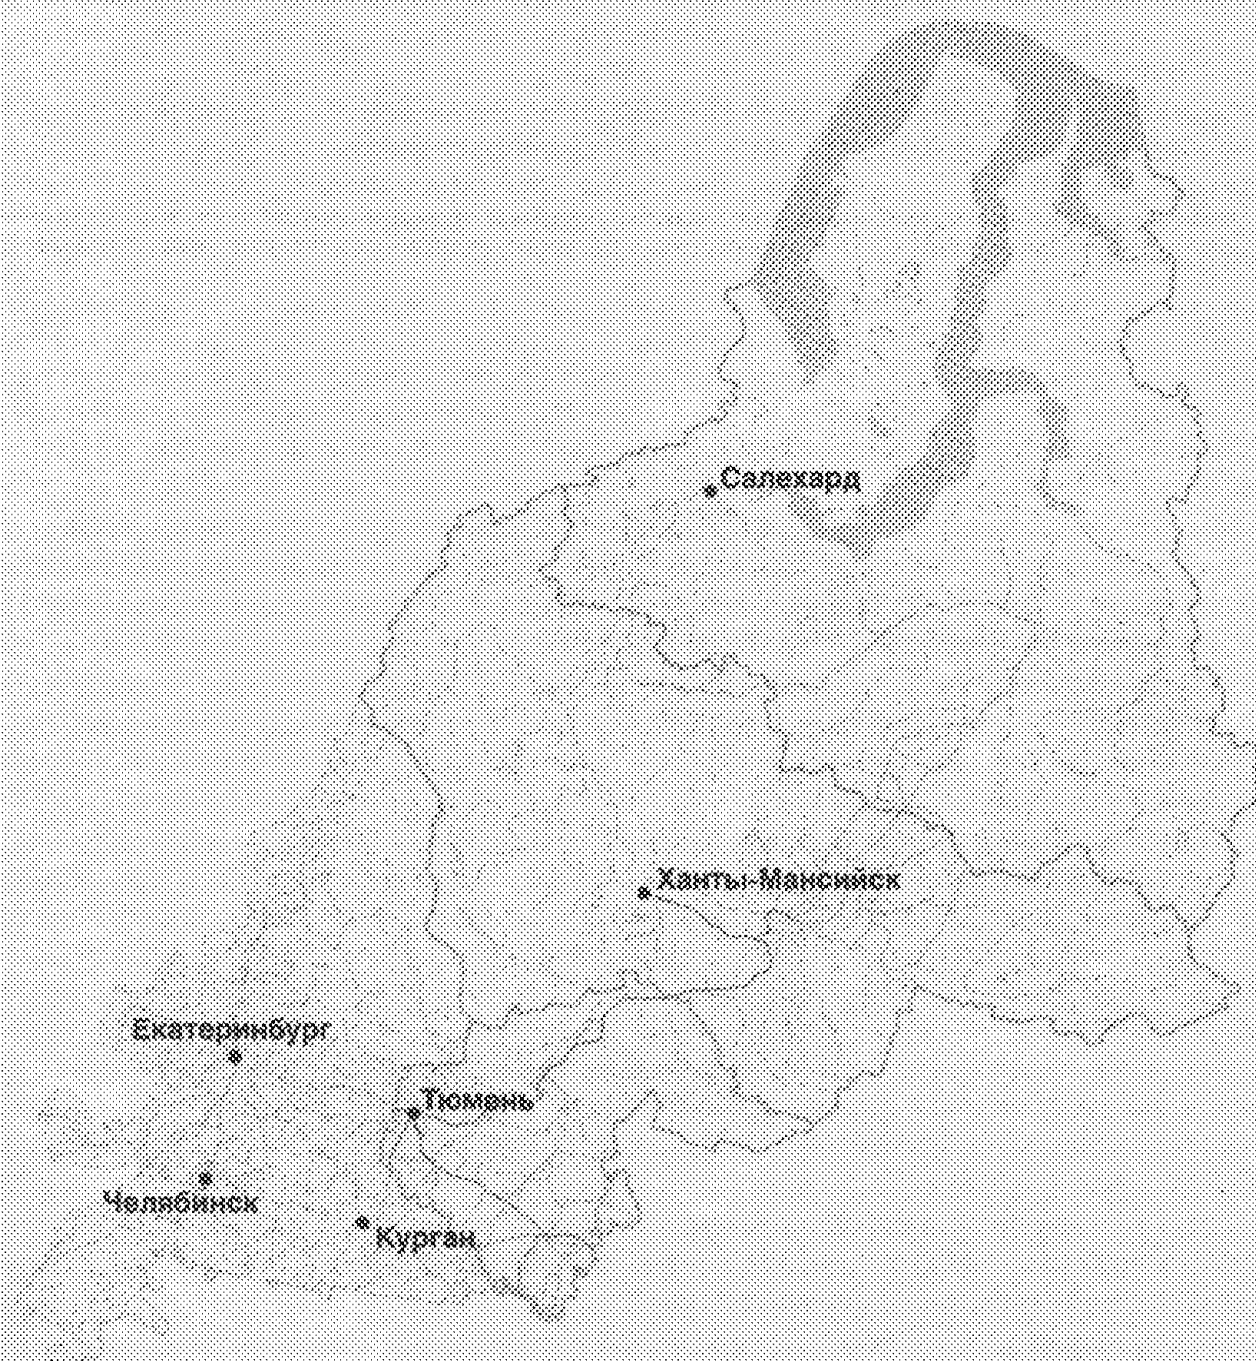 Салехард
Ханты-Мансийск
Екатеринбург
Тюмень
Челябинск
Курган